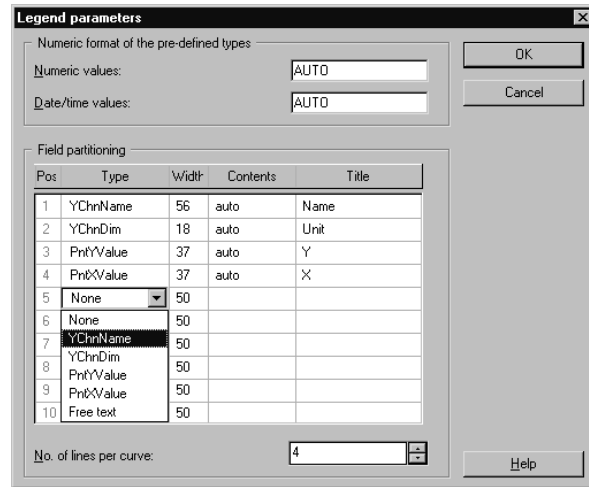 Legend parameters
Numeric format of the pre-defined types
Numeric values: AUTO
Date/time values: AUTO
OK
Cancel
Field partitioning
Pos Type Width Contents Title
1 YChnName 56 auto Name
2 YChnDim 18 auto Unit
3 PntYValue 37 auto Y
4 PntXValue 37 auto X
5 None 50
6 None 50
7 YChnName 50
8 YChnDim 50
PntYValue
9 PntXValue 50
10 Free text 50
No. of lines per curve: 4
Help